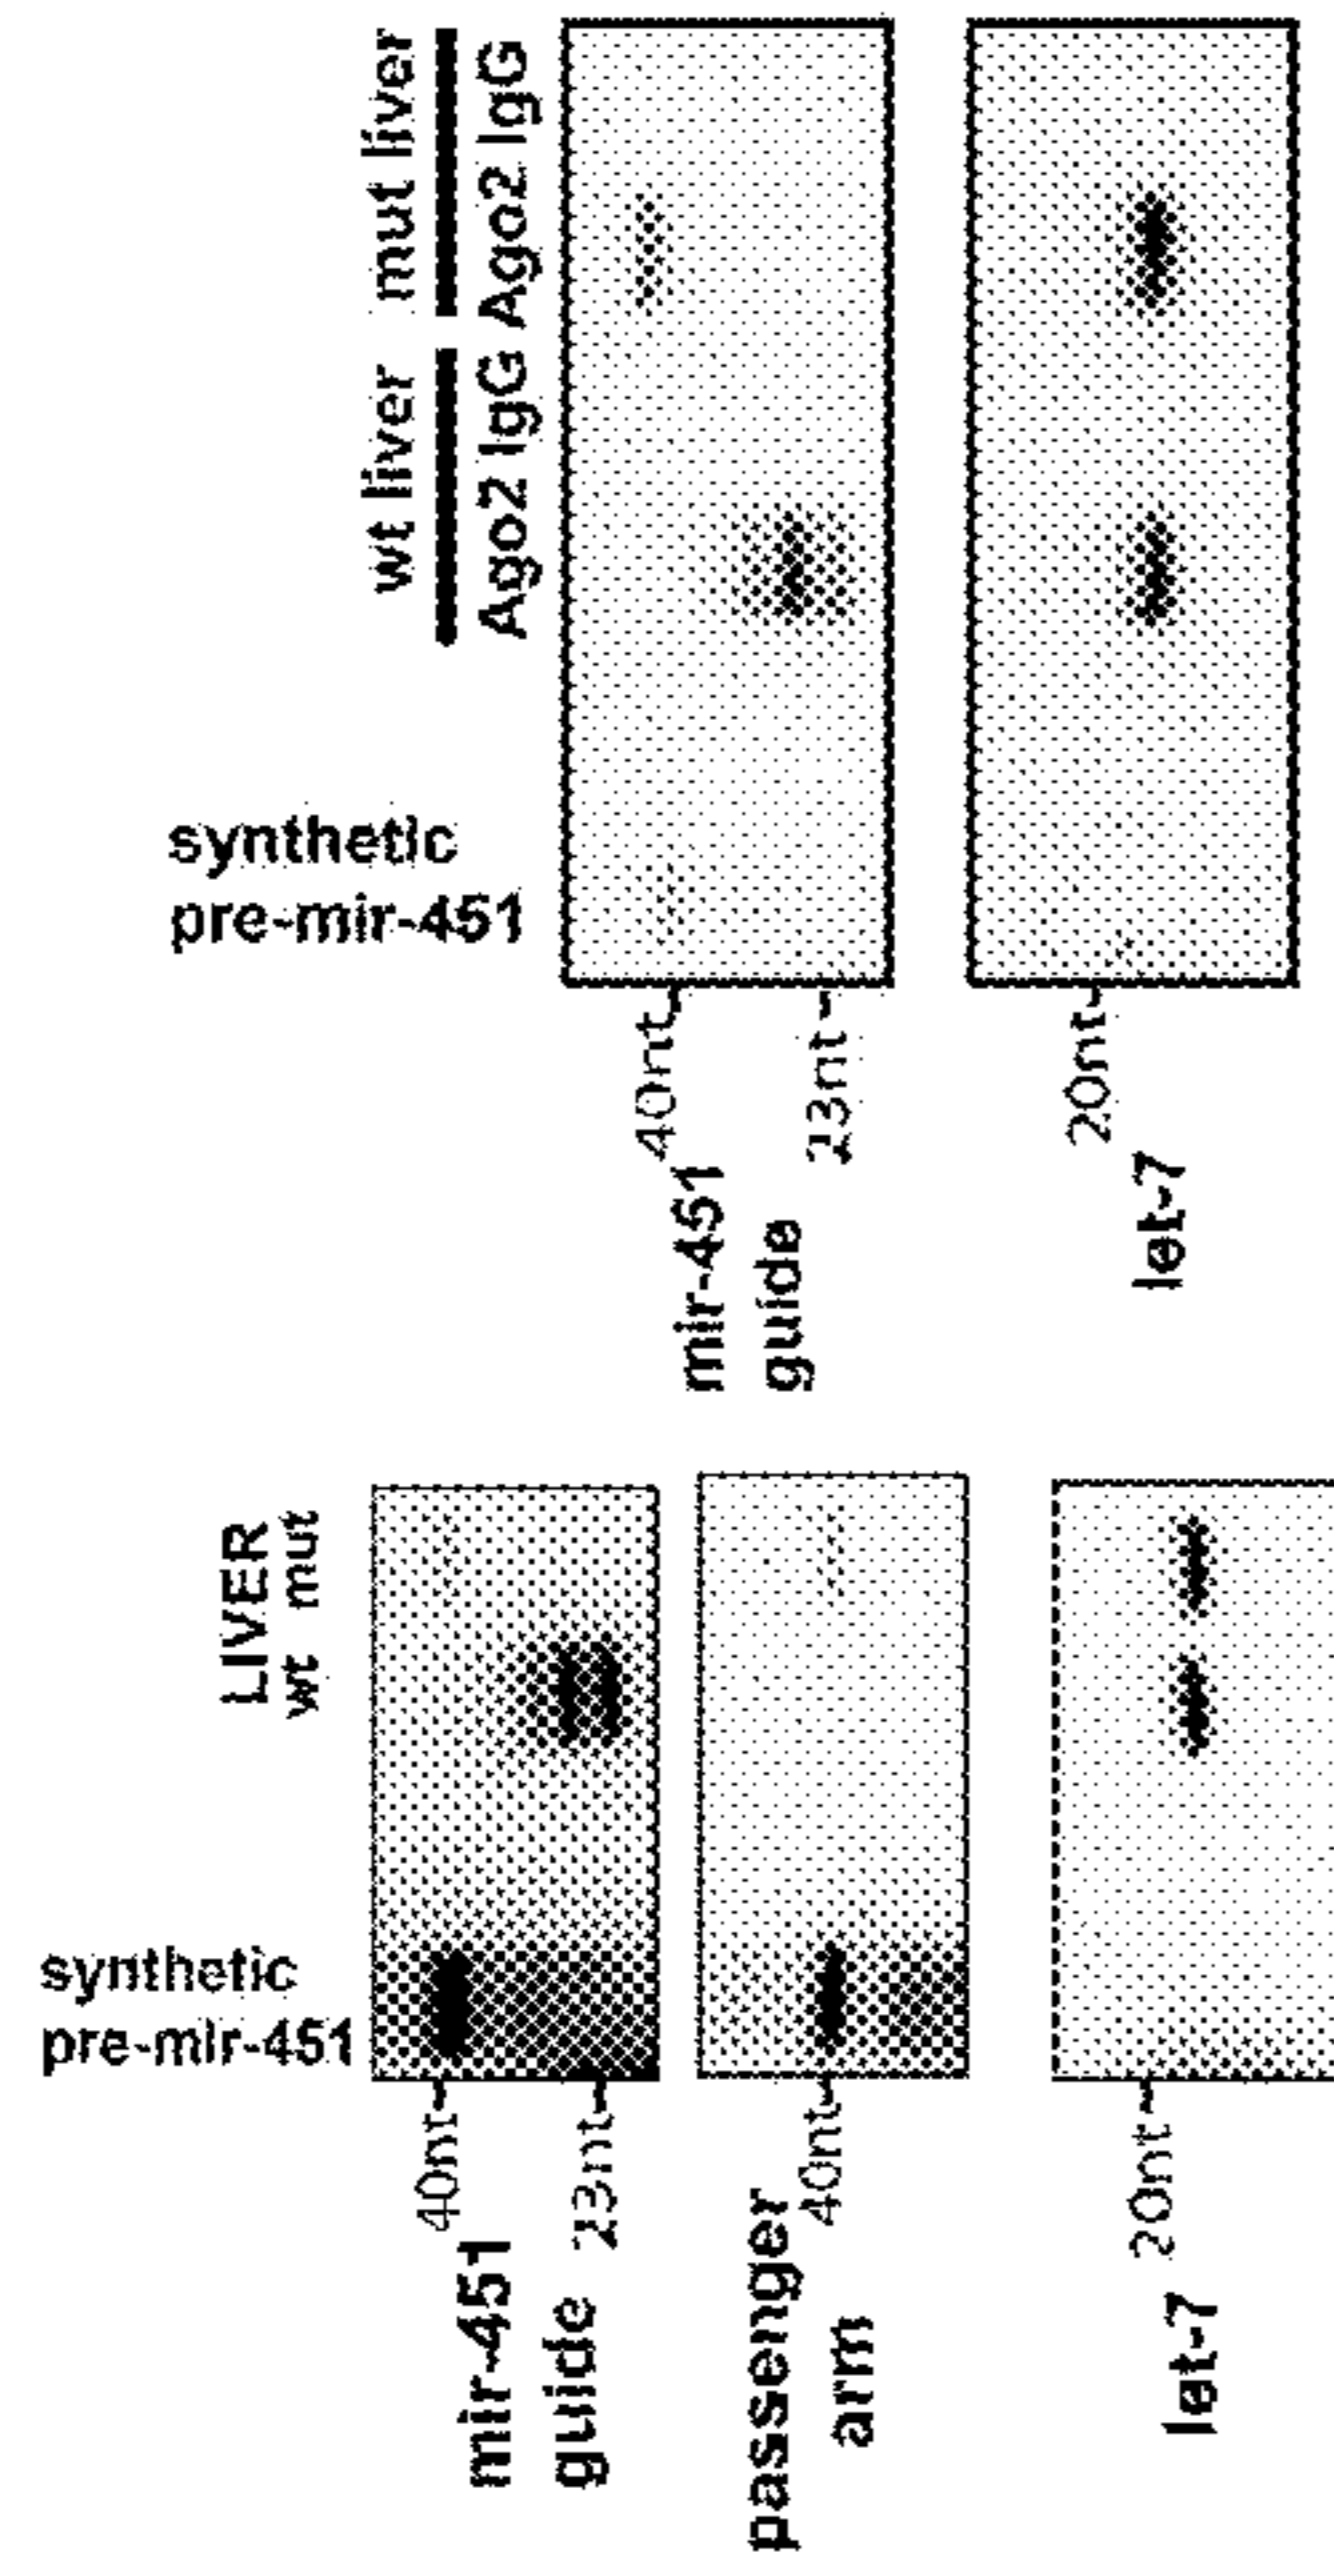 synthetic
pre-mir-451
LIVER
wt mut
mir-451
guide
40nt
23nt
passenger
arm
40nt
let-7
20nt
synthetic
pre-mir-451
wt liver mut liver
Ago2 IgG Ago2 IgG
mir-451
guide
40nt
23nt
let-7
20nt